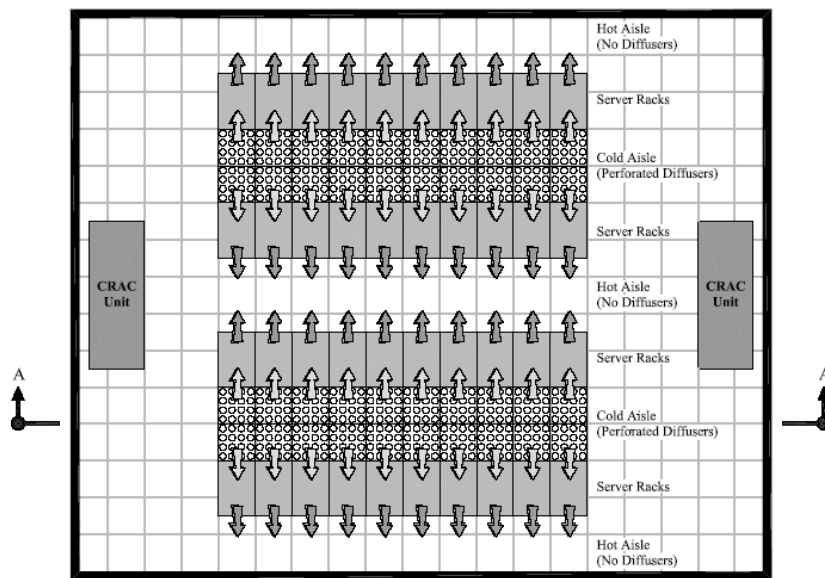 Hot Aisle
(No Diffusers)
Server Racks
Cold Aisle
(Perforated Diffusers)
Server Racks
CRAC
Unit
CRAC
Unit
Hot Aisle
(No Diffusers)
Server Racks
A
A
Cold Aisle
(Perforated Diffusers)
Server Racks
Hot Aisle
(No Diffusers)